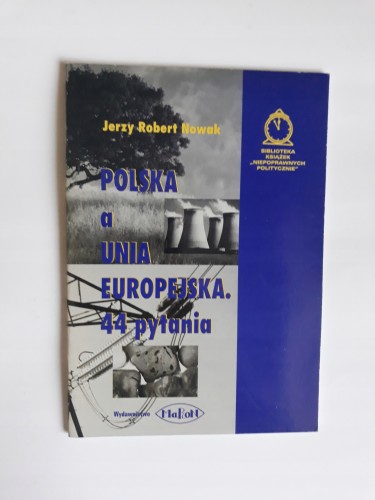 Jerzy Robert Nowak
BIBLIOTEKA
KSIĄŻEK
„NIEPOPRAWNYCH
POLITYCZNIE"
POLSKA
a
UNIA
EUROPEJSKA.
44 pytania
Wydawnictwo
MaRoN